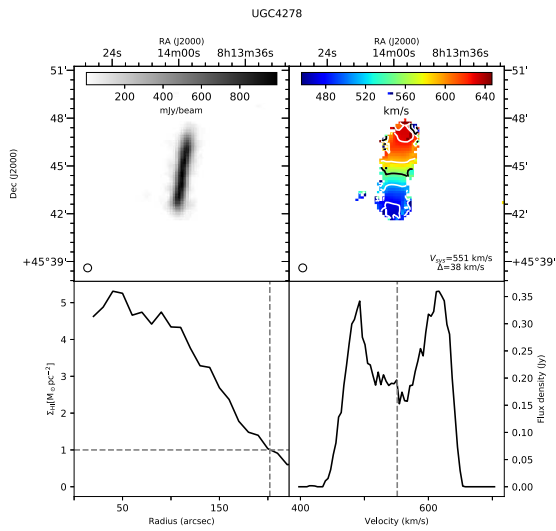 UGC4278
RA (J2000)
24s 14m00s 8h13m36s
RA (J2000)
24s 14m00s 8h13m36s
51'
48'
45'
42'
+45°39'
Dec (J2000)
200 400 600 800
mJy/beam
480 520 560 600 640
km/s
51'
48'
45'
42'
+45°39'
V_sys=551 km/s
Δ=38 km/s
5
4
3
2
1
0
Σ_HI[M_⊙pc⁻²]
50 150
Radius (arcsec)
0.35
0.30
0.25
0.20
0.15
0.10
0.05
0.00
Flux density (Jy)
400 600
Velocity (km/s)